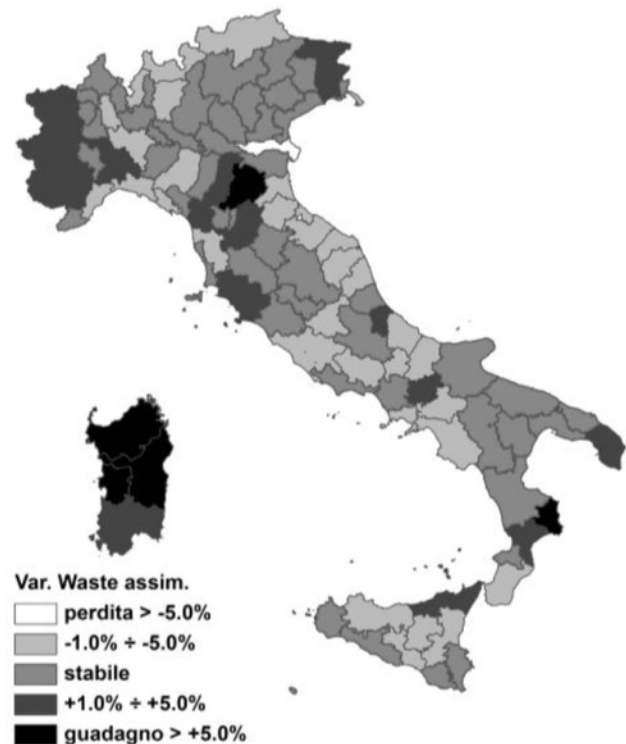 Var. Waste assim.
perdita > -5.0%
-1.0% ÷ -5.0%
stabile
+1.0% ÷ +5.0%
guadagno > +5.0%